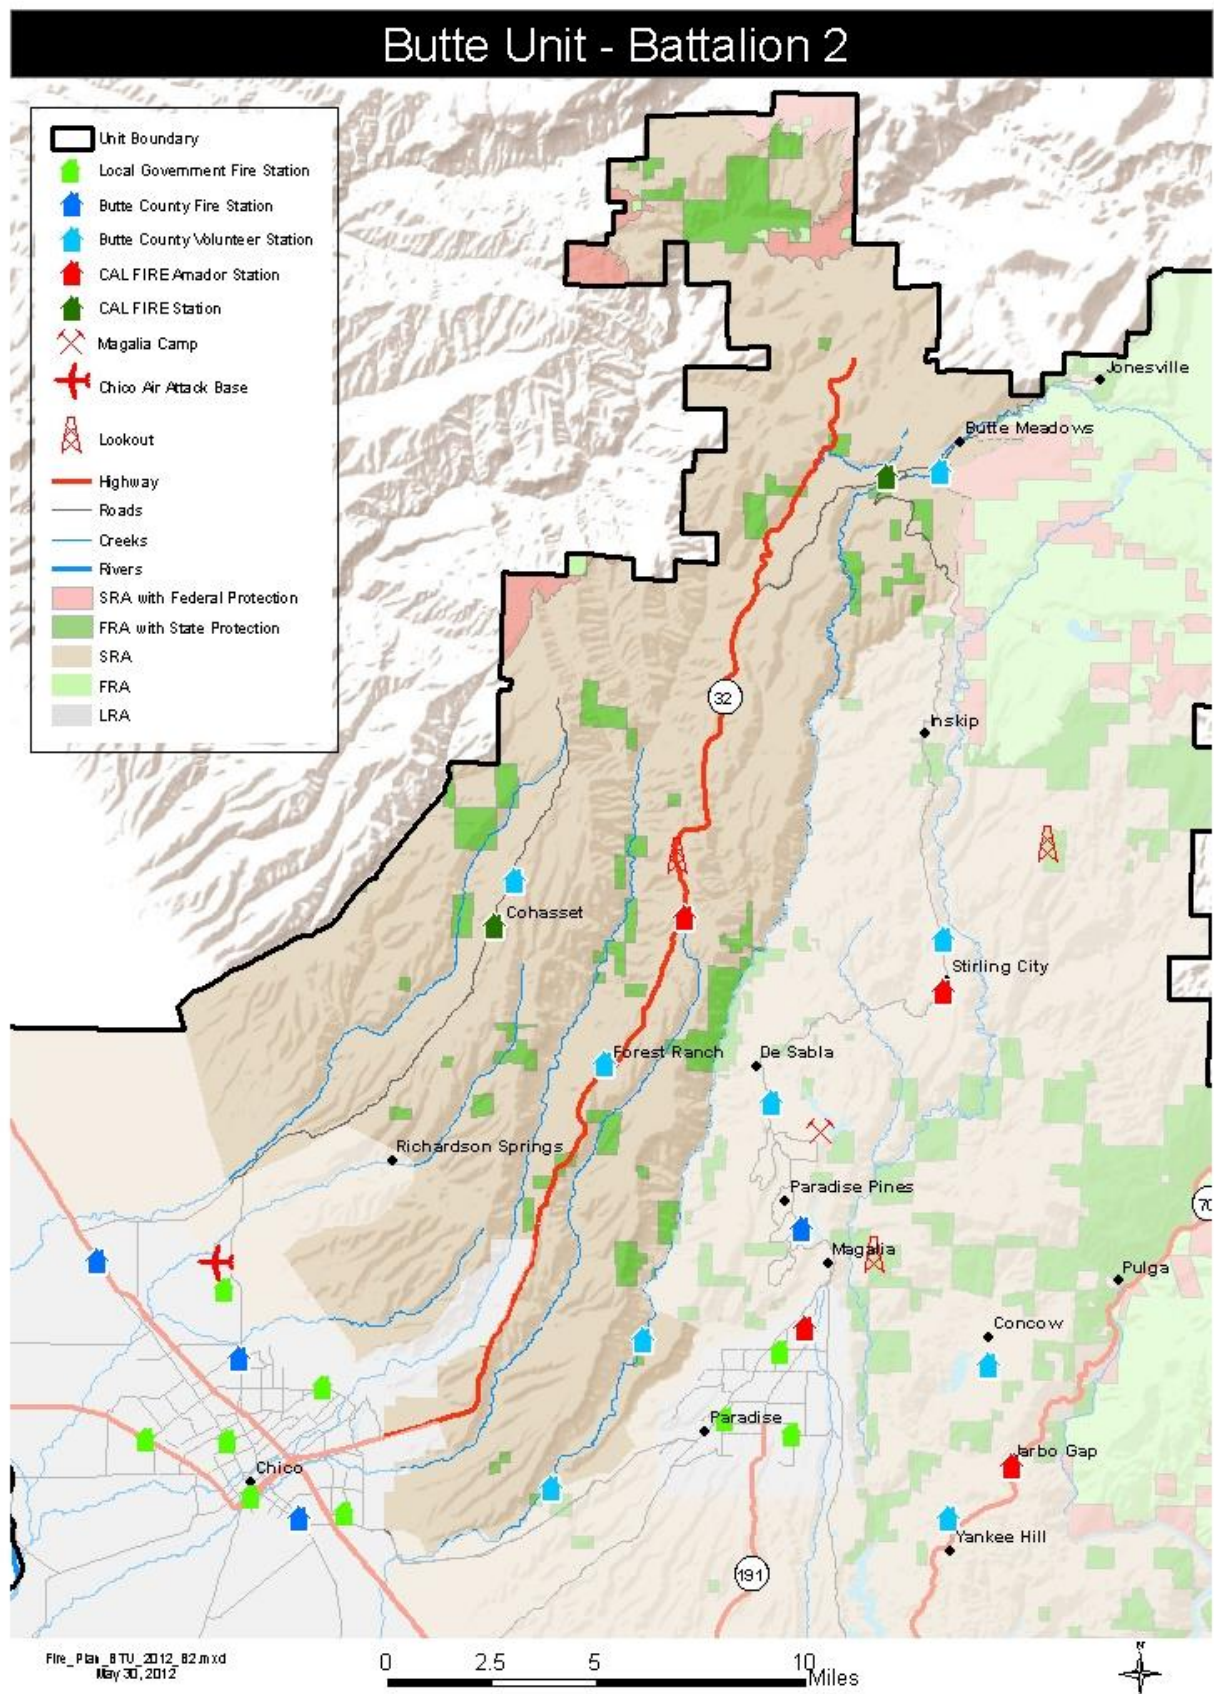 Butte Unit - Battalion 2
Unit Boundary
Local Government Fire Station
Butte County Fire Station
Butte County Volunteer Station
CAL FIRE Amador Station
CAL FIRE Station
Magalia Camp
Chico Air Attack Base
Lookout
Highway
Roads
Creeks
Rivers
SRA with Federal Protection
FRA with State Protection
SRA
FRA
LRA
Jonesville
Butte Meadows
32
Inskip
Cohasset
Stirling City
Forest Ranch
De Sabla
Richardson Springs
Paradise Pines
70
Magalia
Pulga
Concow
Paradise
Jarbo Gap
Chico
Yankee Hill
191
Fire_Plan_BTU_2012_B2.mxd
May 30, 2012
0 2.5 5 10
Miles
N